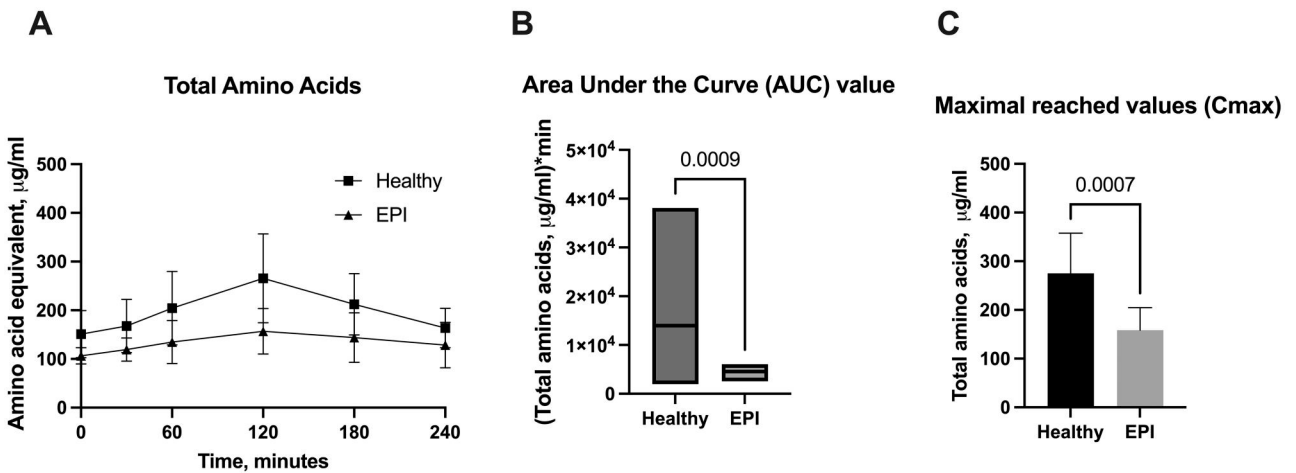 A
Total Amino Acids
Amino acid equivalent, μg/ml
500
400
300
200
100
0
Healthy
EPI
0
60
120
180
240
Time, minutes
B
Area Under the Curve (AUC) value
(Total amino acids, μg/ml)*min
5×10⁴
4×10⁴
3×10⁴
2×10⁴
1×10⁴
0
0.0009
Healthy
EPI
C
Maximal reached values (Cmax)
Total amino acids, μg/ml
500
400
300
200
100
0
0.0007
Healthy
EPI